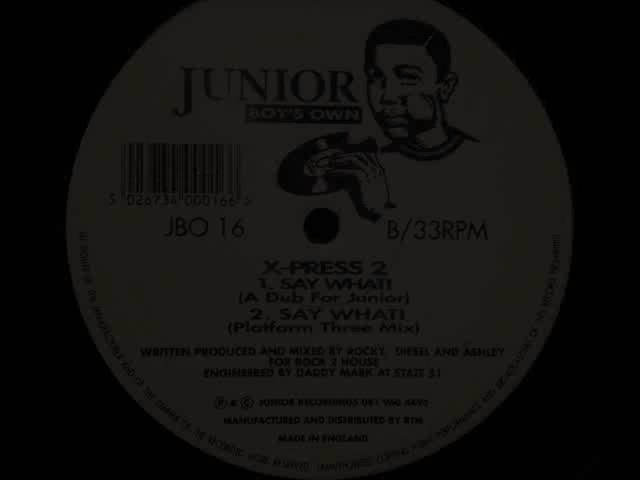 JUNIOR
BOY'S OWN
5 026734 000166
JBO 16
B/33RPM
X-PRESS 2
1. SAY WHAT!
(A Dub For Junior)
2. SAY WHAT!
(Platform Three Mix)
WRITTEN PRODUCED AND MIXED BY ROCKY, DIESEL AND ASHLEY
FOR ROCK 2 HOUSE
ENGINEERED BY DADDY MARK AT STATE 51
℗ & © JUNIOR RECORDINGS 081 960
MANUFACTURED AND DISTRIBUTED BY RTM
MADE IN ENGLAND